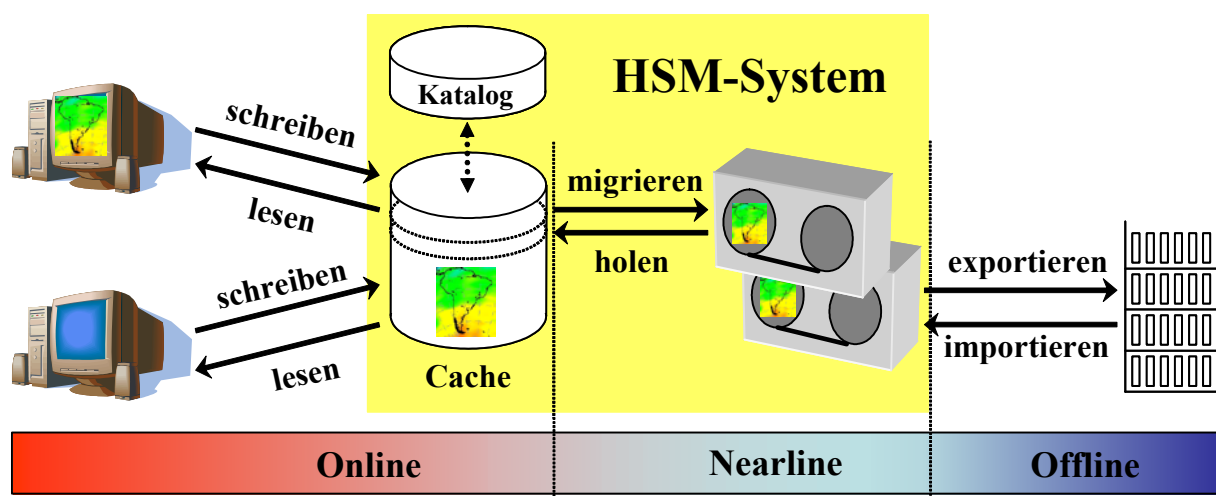 HSM-System
Katalog
schreiben
lesen
migrieren
holen
schreiben
lesen
exportieren
importieren
Cache
Online
Nearline
Offline